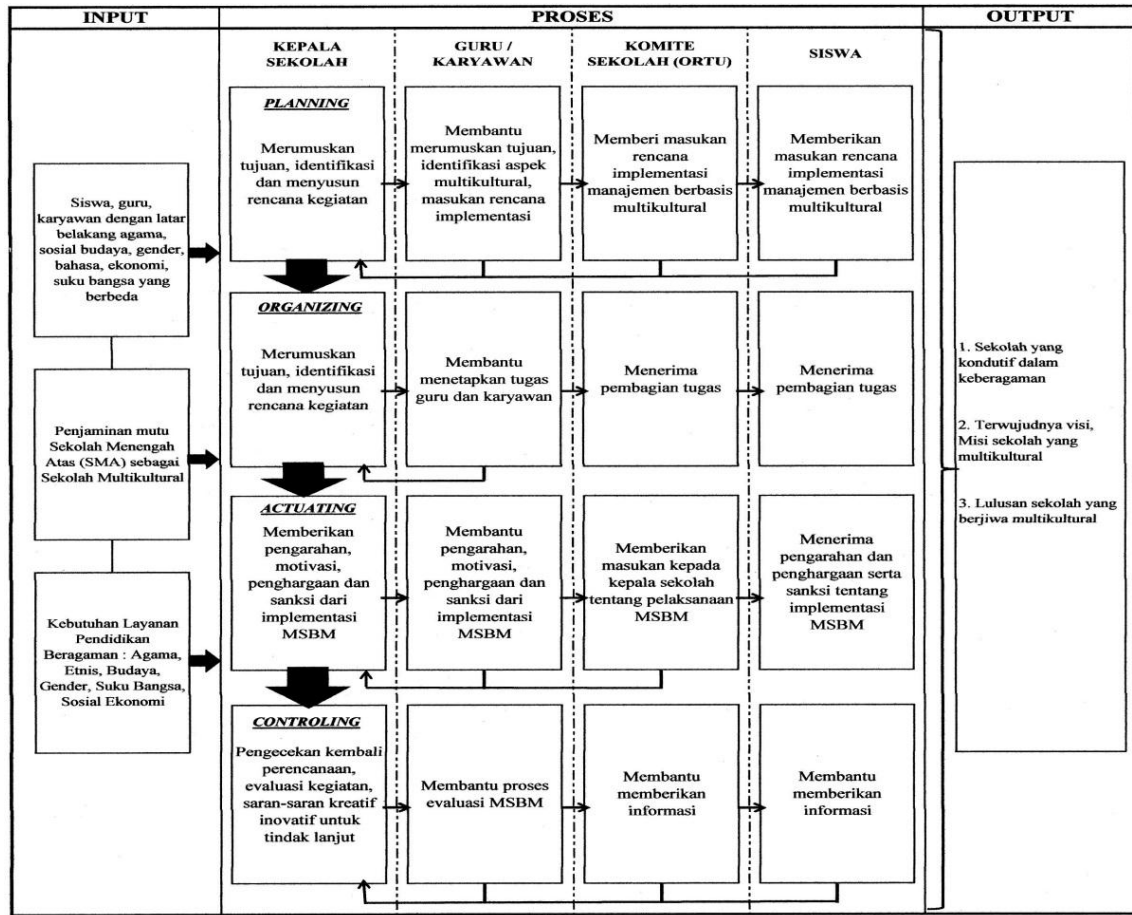 INPUT
PROSES
OUTPUT
KEPALA
SEKOLAH
GURU /
KARYAWAN
KOMITE
SEKOLAH (ORTU)
SISWA
Siswa, guru,
karyawan dengan latar
belakang agama,
sosial budaya, gender,
bahasa, ekonomi,
suku bangsa yang
berbeda
Penjaminan mutu
Sekolah Menengah
Atas (SMA) sebagai
Sekolah Multikultural
Kebutuhan Layanan
Pendidikan
Beragaman : Agama,
Etnis, Budaya,
Gender, Suku Bangsa,
Sosial Ekonomi
PLANNING
Merumuskan
tujuan, identifikasi
dan menyusun
rencana kegiatan
Membantu
merumuskan tujuan,
identifikasi aspek
multikultural,
masukan rencana
implementasi
Memberi masukan
rencana
implementasi
manajemen berbasis
multikultural
Memberikan
masukan rencana
implementasi
manajemen berbasis
multikultural
ORGANIZING
Merumuskan
tujuan, identifikasi
dan menyusun
rencana kegiatan
Membantu
menetapkan tugas
guru dan karyawan
Menerima
pembagian tugas
Menerima
pembagian tugas
ACTUATING
Memberikan
pengarahan,
motivasi,
penghargaan dan
sanksi dari
implementasi
MSBM
Membantu
pengarahan,
motivasi,
penghargaan dan
sanksi dari
implementasi
MSBM
Memberikan
masukan kepada
kepala sekolah
tentang pelaksanaan
MSBM
Menerima
pengarahan dan
penghargaan serta
sanksi tentang
implementasi
MSBM
CONTROLING
Pengecekan kembali
perencanaan,
evaluasi kegiatan,
saran-saran kreatif
inovatif untuk
tindak lanjut
Membantu proses
evaluasi MSBM
Membantu
memberikan
informasi
Membantu
memberikan
informasi
1. Sekolah yang
kondutif dalam
keberagaman
2. Terwujudnya visi,
Misi sekolah yang
multikultural
3. Lulusan sekolah yang
berjiwa multikultural